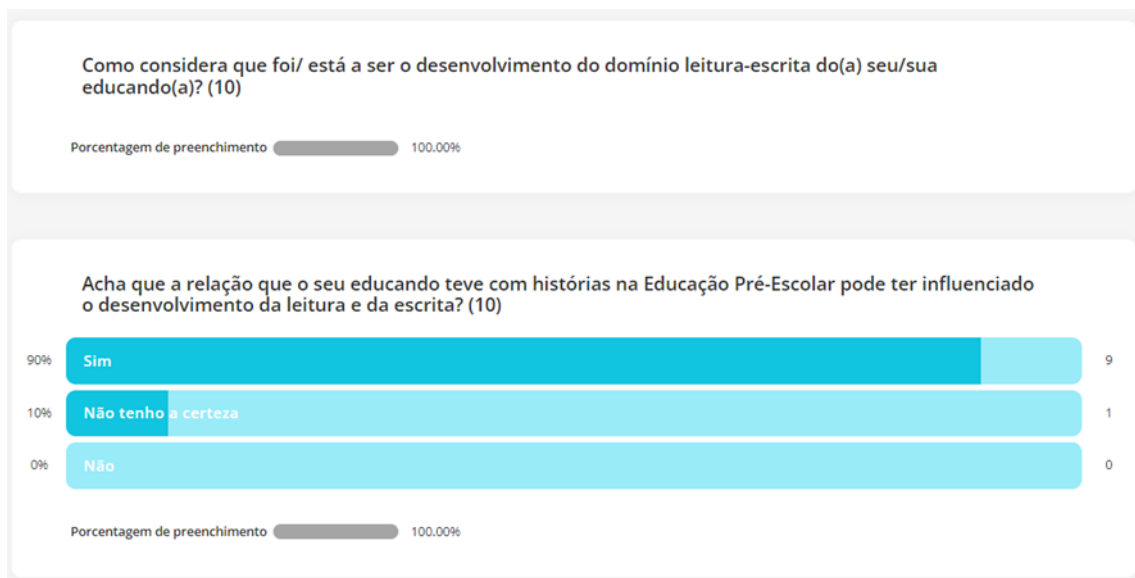 Como considera que foi/ está a ser o desenvolvimento do domínio leitura-escrita do(a) seu/sua
educando(a)? (10)
Porcentagem de preenchimento 100.00%
Acha que a relação que o seu educando teve com histórias na Educação Pré-Escolar pode ter influenciado
o desenvolvimento da leitura e da escrita? (10)
90% Sim 9
10% Não tenho a certeza 1
0% Não 0
Porcentagem de preenchimento 100.00%